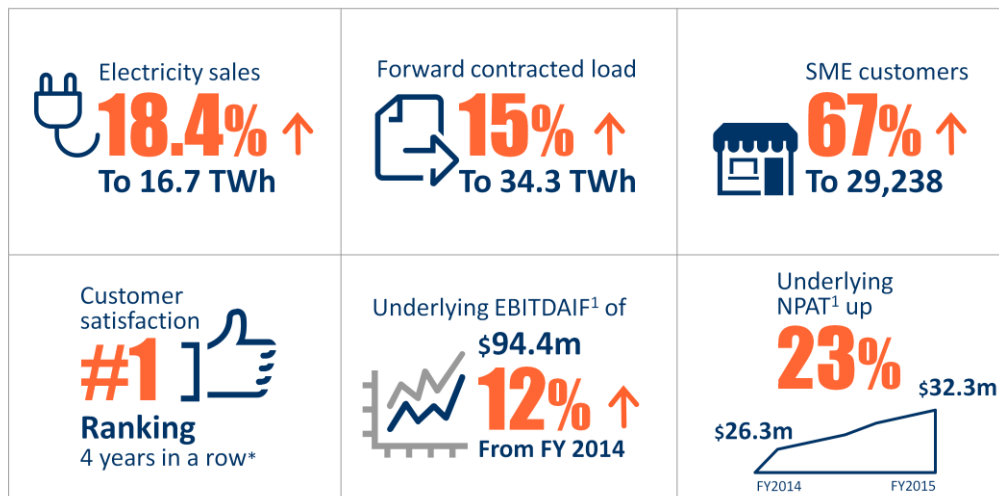 Electricity sales
18.4% ↑
To 16.7 TWh
Forward contracted load
15% ↑
To 34.3 TWh
SME customers
67% ↑
To 29,238
Customer
satisfaction
#1
Ranking
4 years in a row*
Underlying EBITDAIF¹ of
$94.4m
12% ↑
From FY 2014
Underlying
NPAT¹ up
23%
$32.3m
$26.3m
FY2014
FY2015